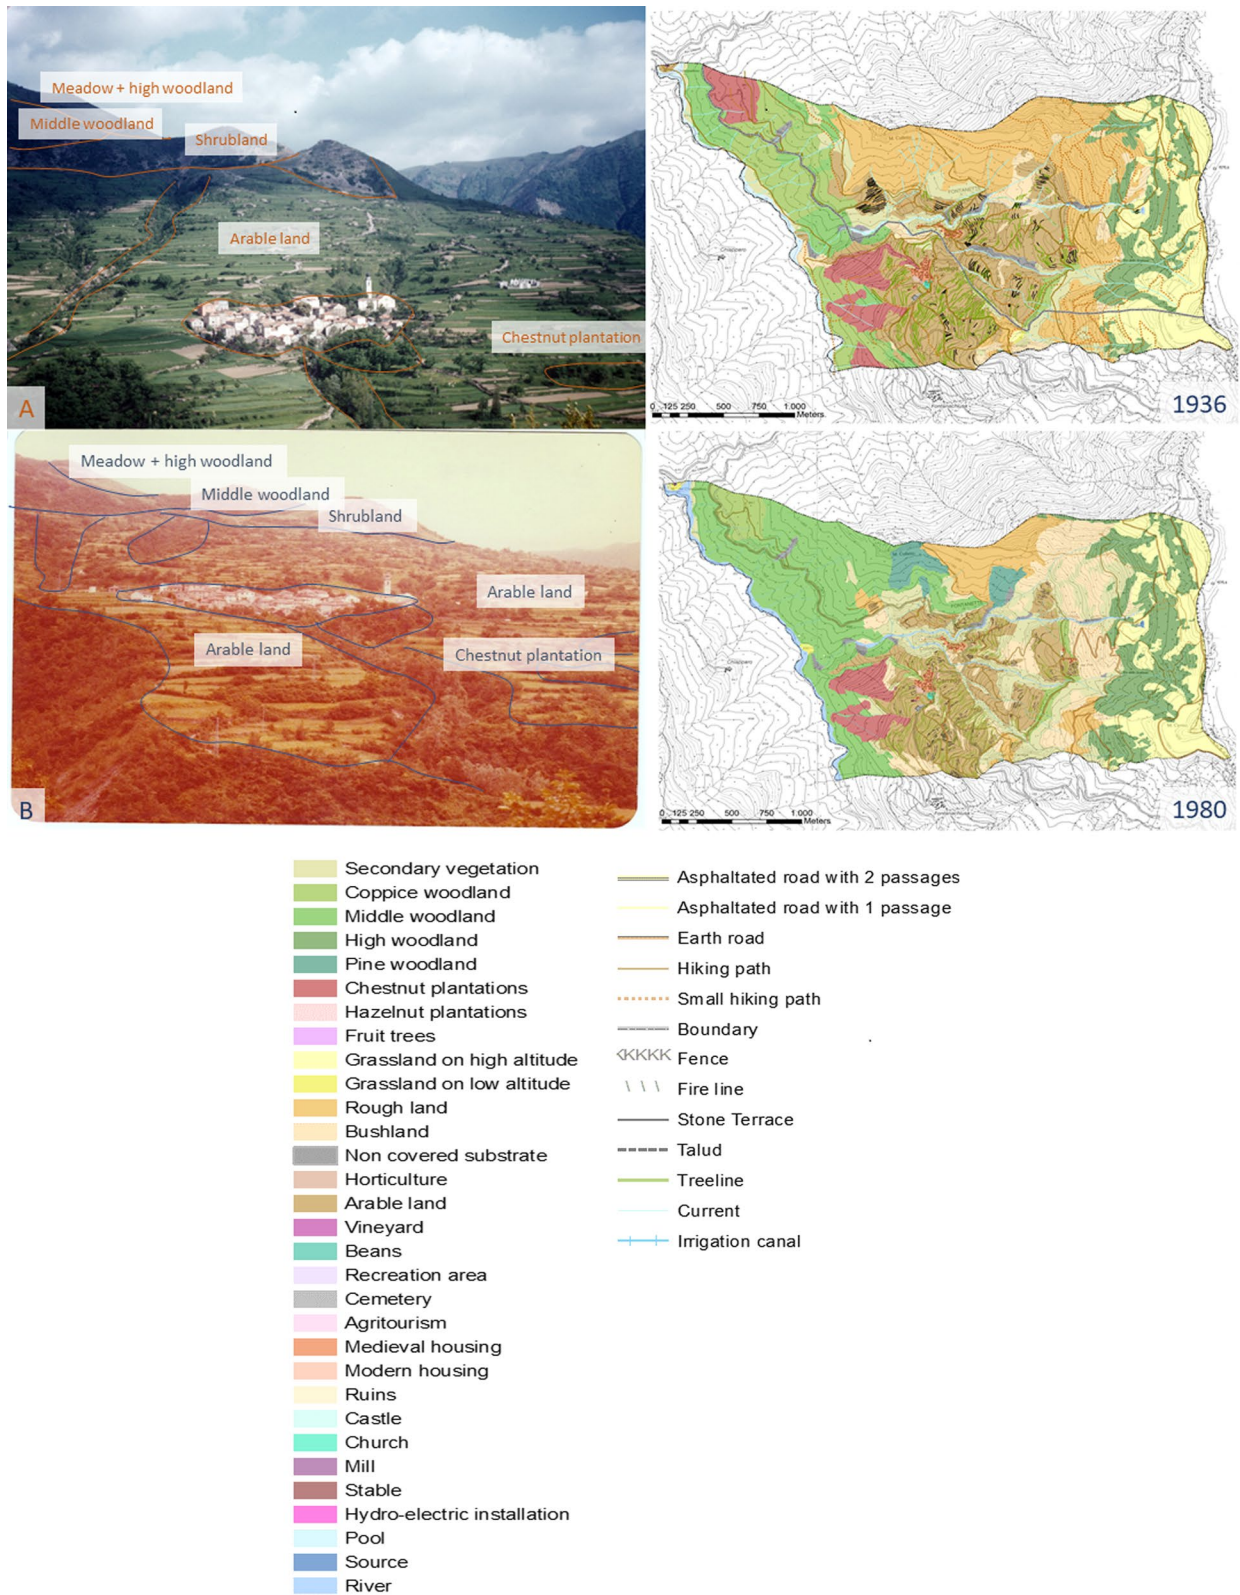 Meadow + high woodland
Middle woodland
Shrubland
Arable land
Chestnut plantation
A
0 125 250 500 750 1 000
Meters
1936
Meadow + high woodland
Middle woodland
Shrubland
Arable land
Arable land
Chestnut plantation
B
0 125 250 500 750 1 000
Meters
1980
Secondary vegetation
Coppice woodland
Middle woodland
High woodland
Pine woodland
Chestnut plantations
Hazelnut plantations
Fruit trees
Grassland on high altitude
Grassland on low altitude
Rough land
Bushland
Non covered substrate
Horticulture
Arable land
Vineyard
Beans
Recreation area
Cemetery
Agritourism
Medieval housing
Modern housing
Ruins
Castle
Church
Mill
Stable
Hydro-electric installation
Pool
Source
River
Asphaltated road with 2 passages
Asphaltated road with 1 passage
Earth road
Hiking path
Small hiking path
Boundary
Fence
Fire line
Stone Terrace
Talud
Treeline
Current
Irrigation canal